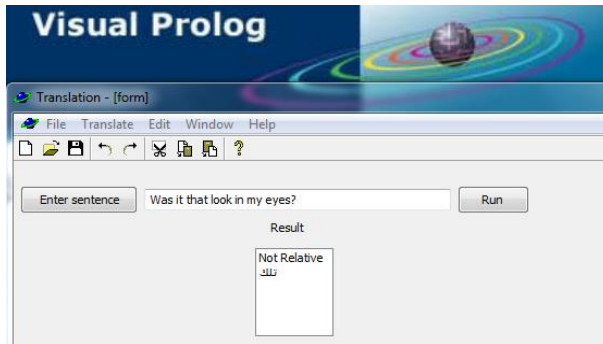 Visual Prolog
Translation - [form]
File Translate Edit Window Help
Enter sentence Was it that look in my eyes? Run
Result
Not Relative
تلك